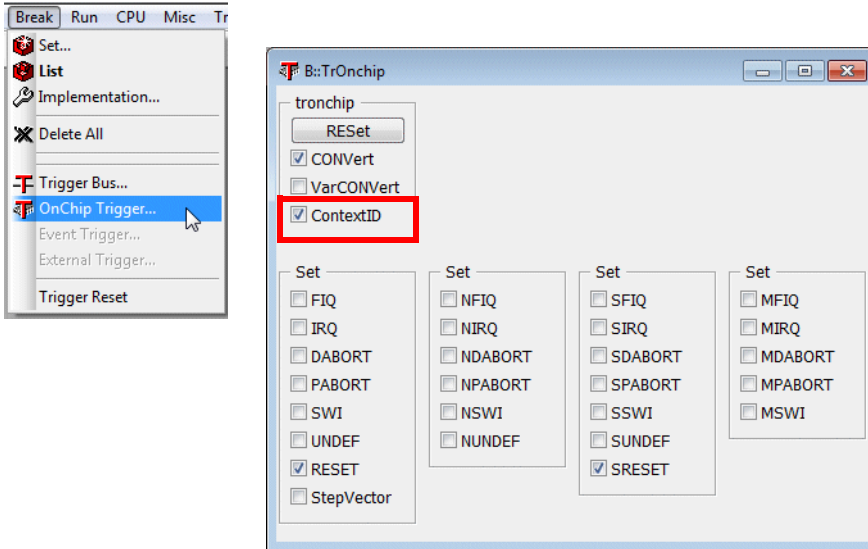 Break Run CPU Misc Tr
Set...
List
Implementation...
Delete All
Trigger Bus...
OnChip Trigger...
Event Trigger...
External Trigger...
Trigger Reset
B::TrOnchip
tronchip
RESet
CONVert
VarCONVert
ContextID
Set
FIQ
IRQ
DABORT
PABORT
SWI
UNDEF
RESET
StepVector
Set
NFIQ
NIRQ
NDABORT
NPABORT
NSWI
NUNDEF
Set
SFIQ
SIRQ
SDABORT
SPABORT
SSWI
SUNDEF
SRESET
Set
MFIQ
MIRQ
MDABORT
MPABORT
MSWI